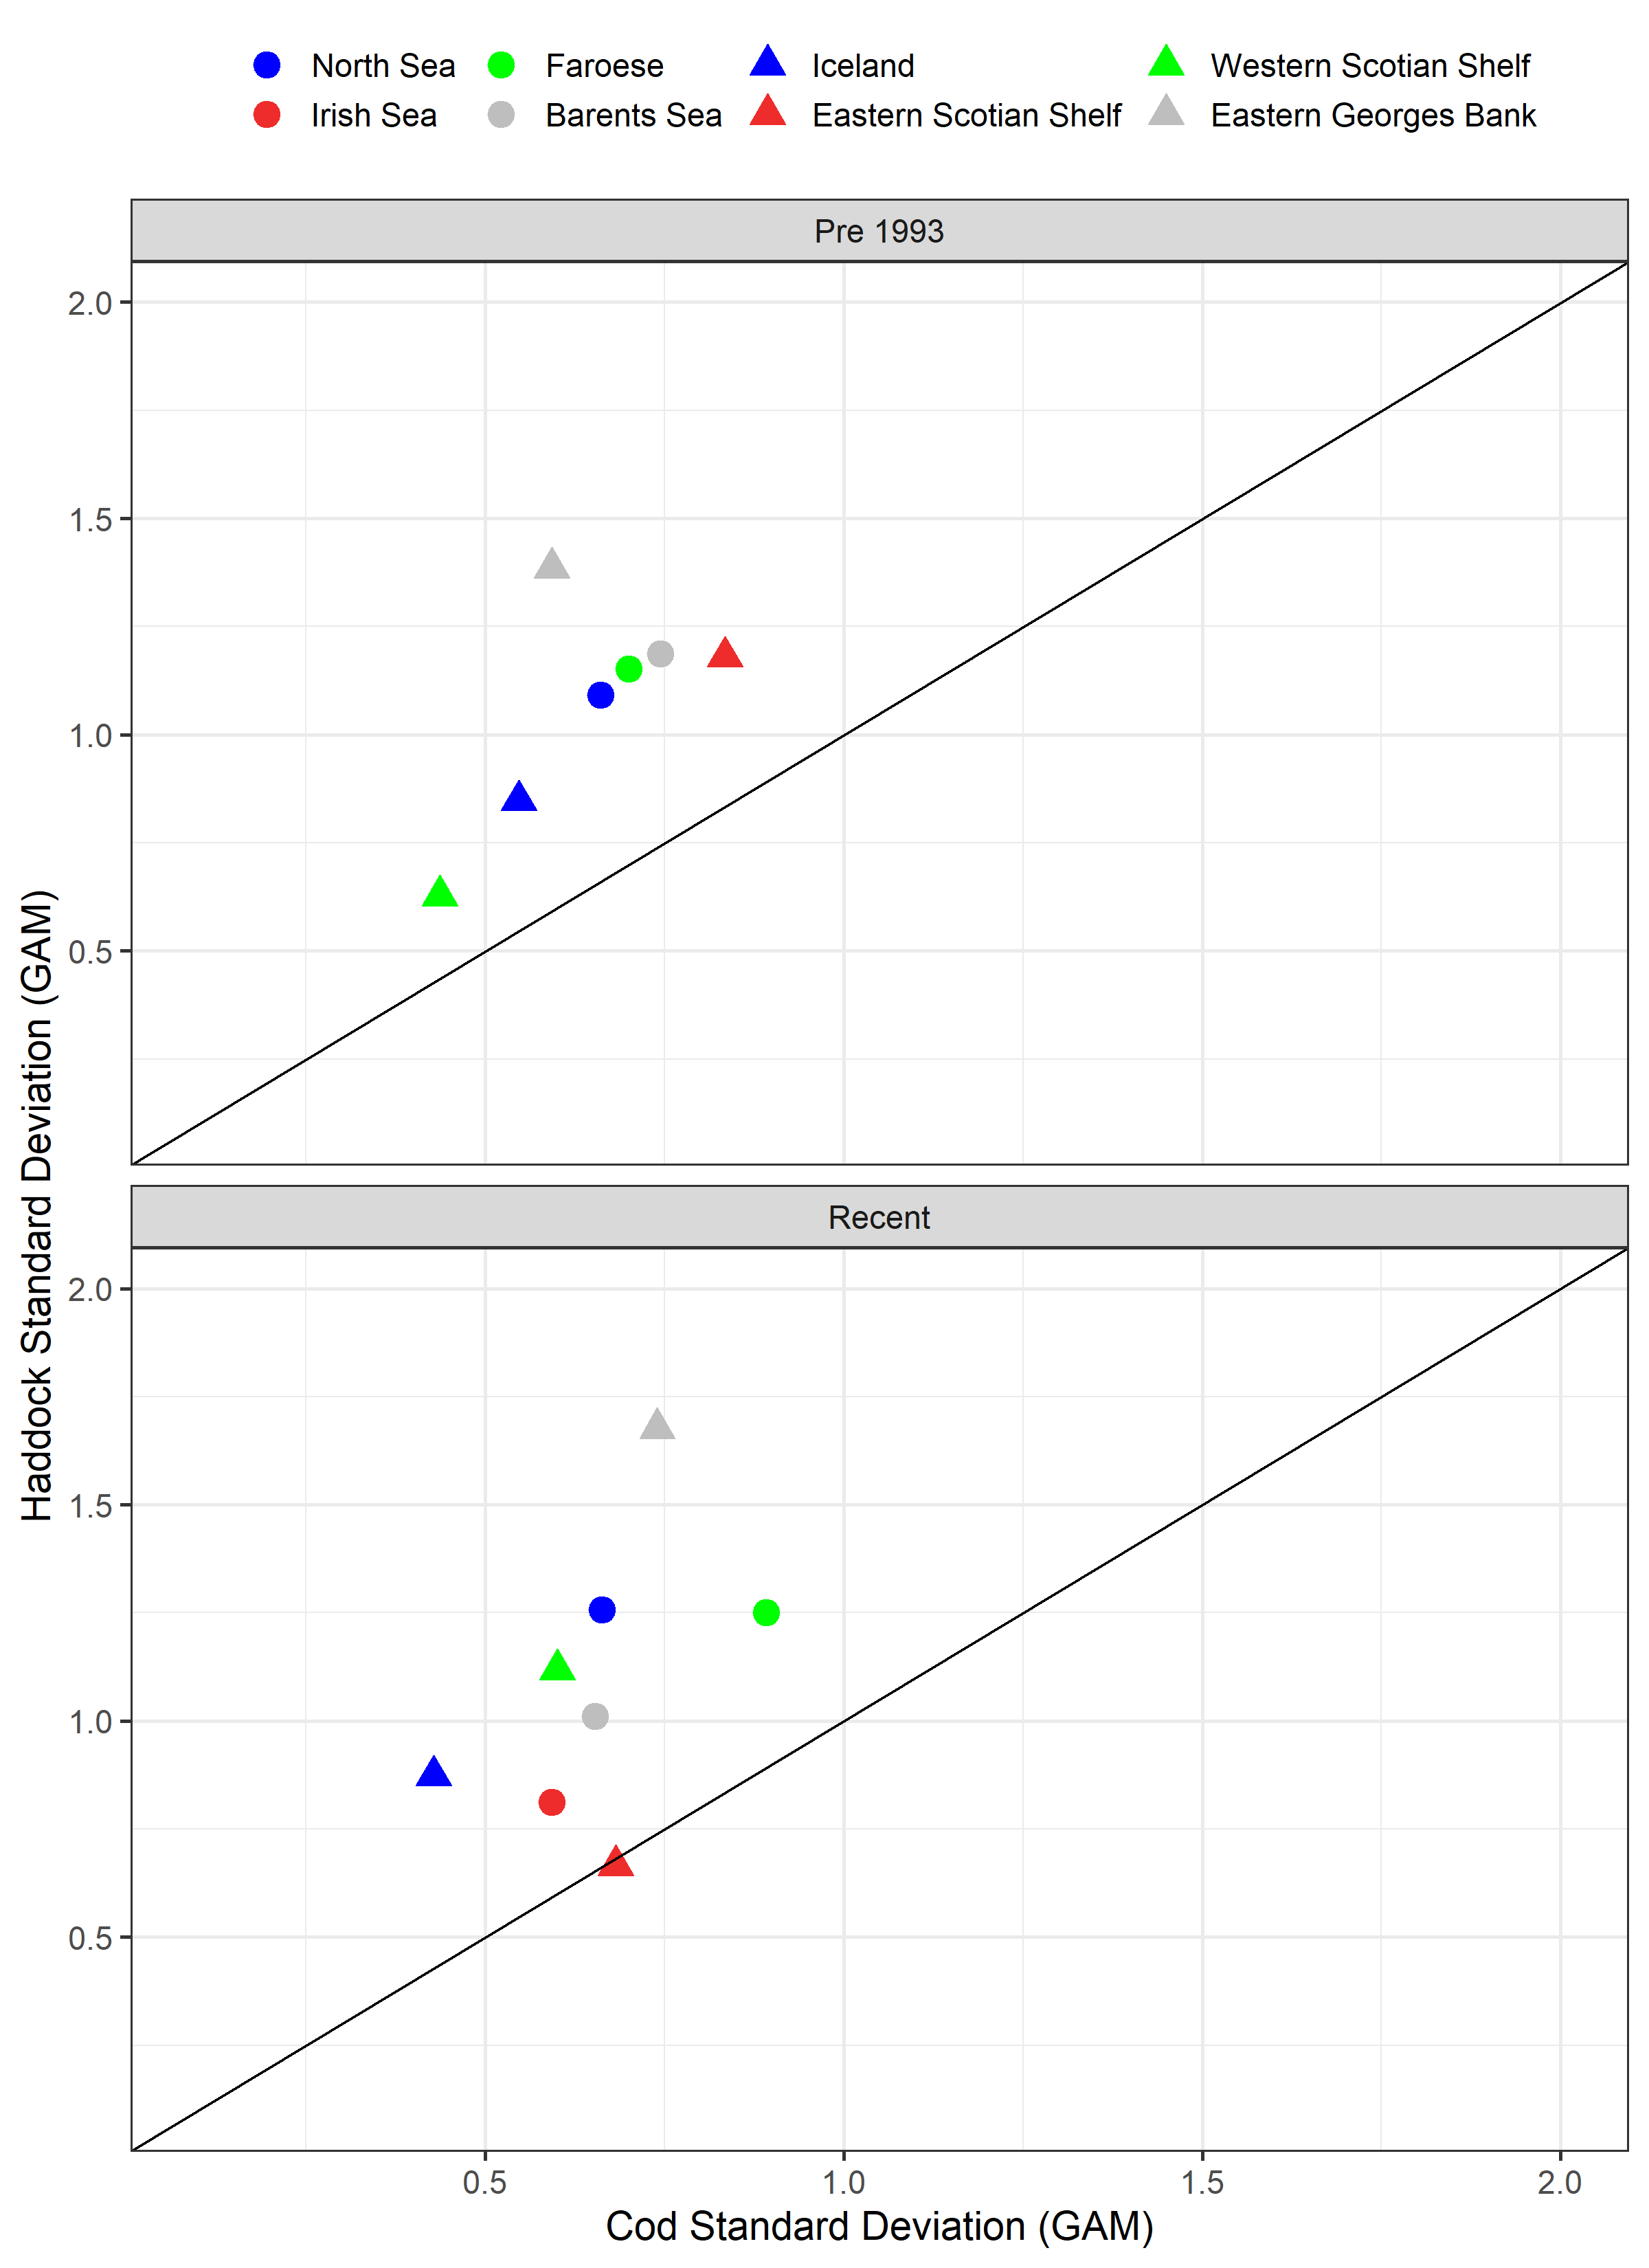 North Sea Faroese Iceland Western Scotian Shelf
Irish Sea Barents Sea Eastern Scotian Shelf Eastern Georges Bank
Pre 1993
2.0
1.5
1.0
0.5
Haddock Standard Deviation (GAM)
Recent
2.0
1.5
1.0
0.5
0.5 1.0 1.5 2.0
Cod Standard Deviation (GAM)